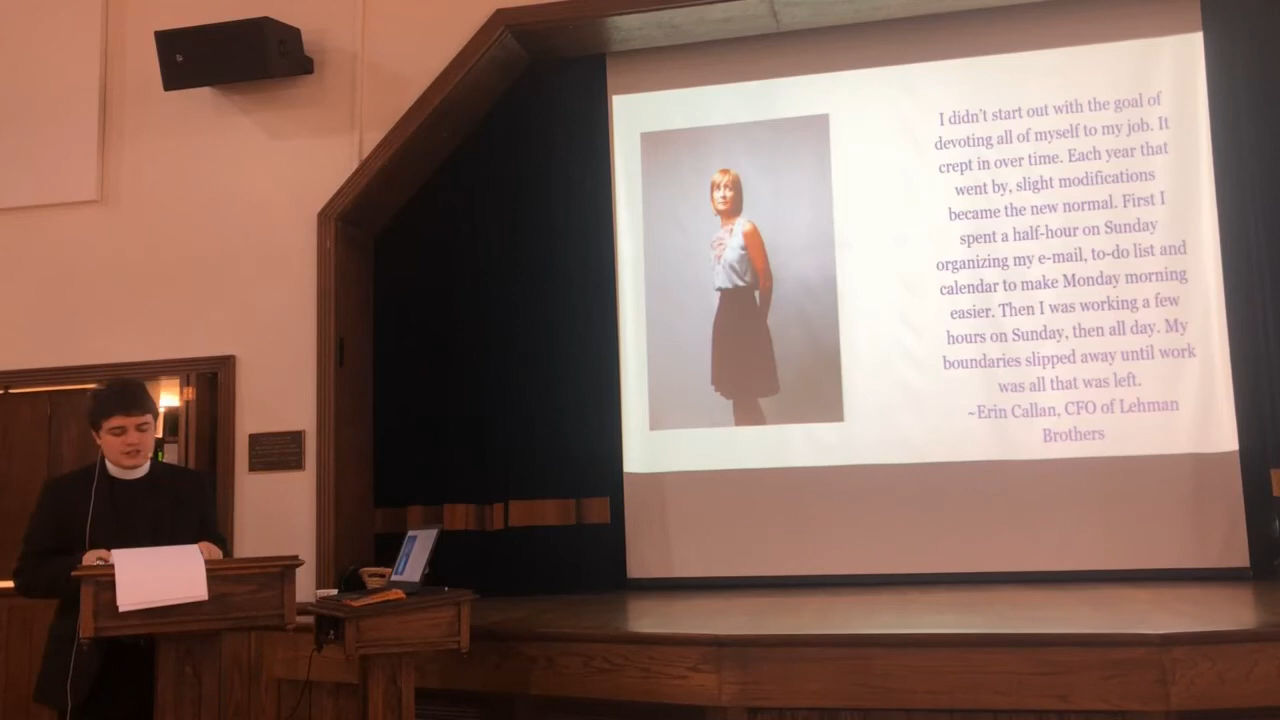 I didn't start out with the goal of
devoting all of myself to my job. It
crept in over time. Each year that
went by, slight modifications
became the new normal. First I
spent a half-hour on Sunday
organizing my e-mail, to-do list and
calendar to make Monday morning
easier. Then I was working a few
hours on Sunday, then all day. My
boundaries slipped away until work
was all that was left.
~Erin Callan, CFO of Lehman
Brothers